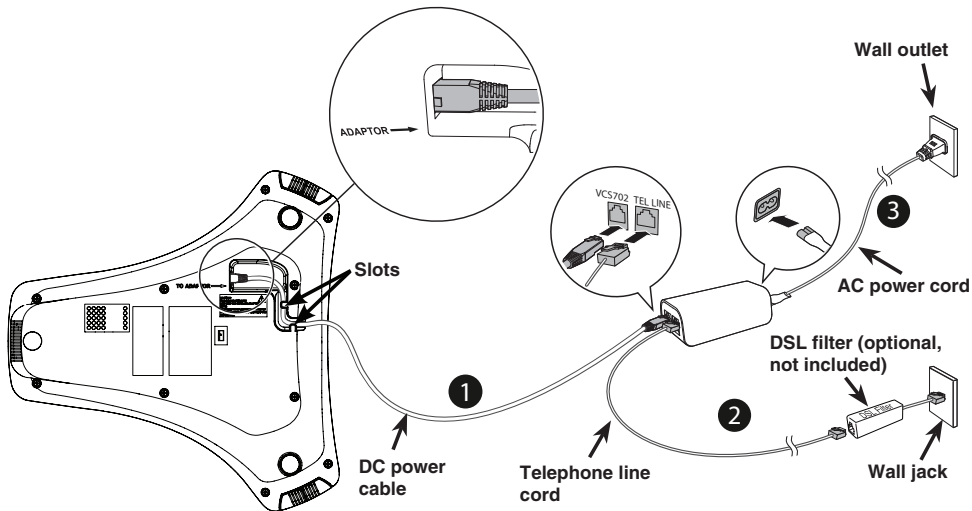 Wall outlet
ADAPTOR
VCS702 TEL LINE
3
Slots
TO ADAPTOR
AC power cord
DSL filter (optional,
not included)
1
2
DSL Filter
DC power
cable
Telephone line
cord
Wall jack